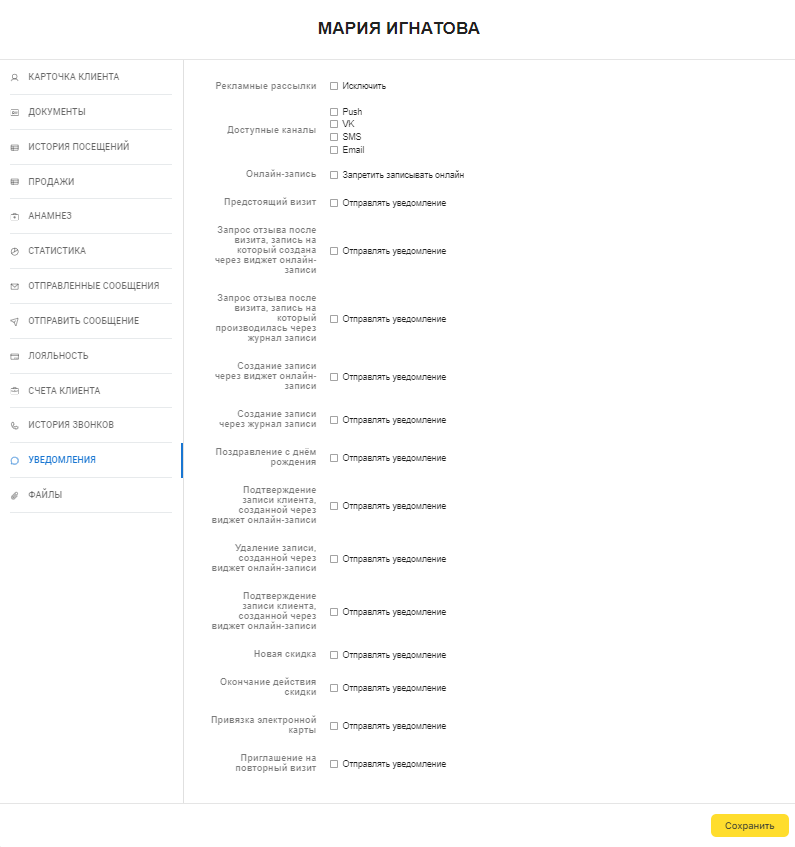 МАРИЯ ИГНАТОВА
КАРТОЧКА КЛИЕНТА
ДОКУМЕНТЫ
ИСТОРИЯ ПОСЕЩЕНИЙ
ПРОДАЖИ
АНАМНЕЗ
СТАТИСТИКА
ОТПРАВЛЕННЫЕ СООБЩЕНИЯ
ОТПРАВИТЬ СООБЩЕНИЕ
ЛОЯЛЬНОСТЬ
СЧЕТА КЛИЕНТА
ИСТОРИЯ ЗВОНКОВ
УВЕДОМЛЕНИЯ
ФАЙЛЫ
Рекламные рассылки Исключить
Доступные каналы
Push
VK
SMS
Email
Онлайн-запись Запретить записывать онлайн
Предстоящий визит Отправлять уведомление
Запрос отзыва после
визита, запись на
который создана
через виджет онлайн-
записи
Отправлять уведомление
Запрос отзыва после
визита, запись на
который
производилась через
журнал записи
Отправлять уведомление
Создание записи
через виджет онлайн-
записи
Отправлять уведомление
Создание записи
через журнал записи
Отправлять уведомление
Поздравление с днём
рождения
Отправлять уведомление
Подтверждение
записи клиента,
созданной через
виджет онлайн-записи
Отправлять уведомление
Удаление записи,
созданной через
виджет онлайн-записи
Отправлять уведомление
Подтверждение
записи клиента,
созданной через
виджет онлайн-записи
Отправлять уведомление
Новая скидка Отправлять уведомление
Окончание действия
скидки
Отправлять уведомление
Привязка электронной
карты
Отправлять уведомление
Приглашение на
повторный визит
Отправлять уведомление
Сохранить